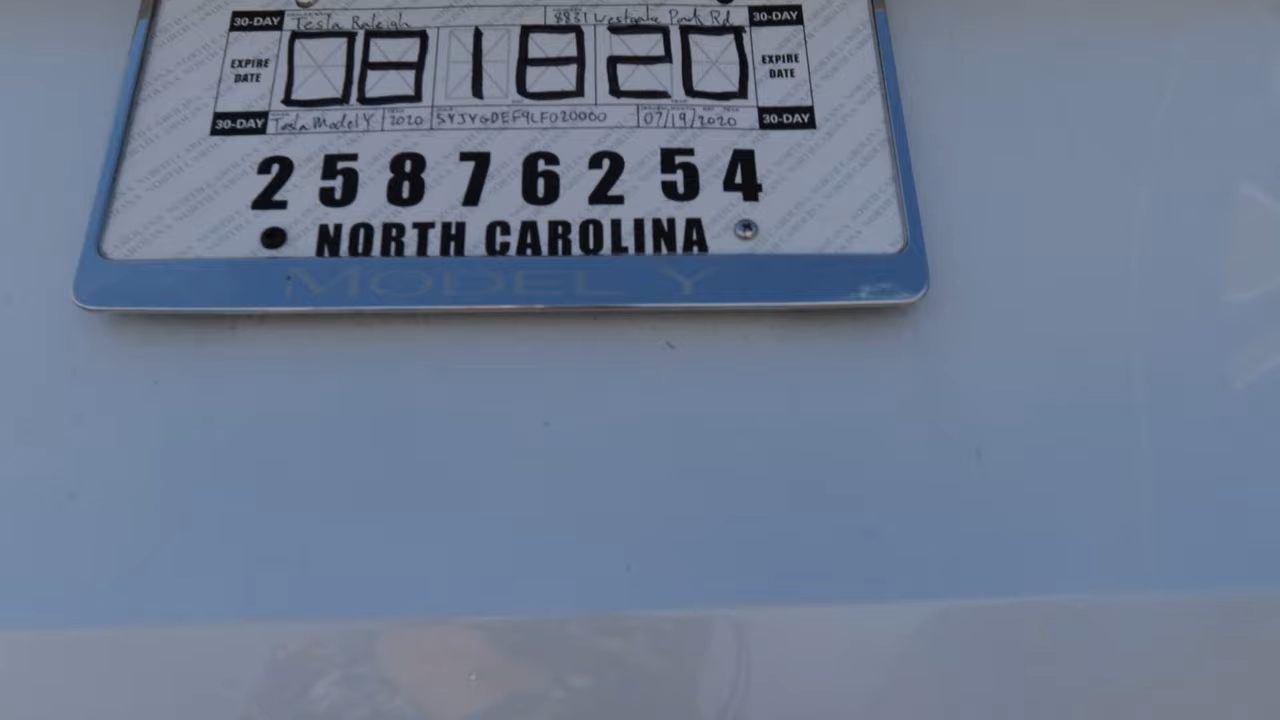 30-DAY Tesla Raleigh 8831 Westgate Park Rd 30-DAY
EXPIRE DATE 081820 EXPIRE DATE
30-DAY Tesla Model Y 2020 5YJYGDEF9LF020000 07/19/2020 30-DAY
25876254
NORTH CAROLINA
MODEL Y